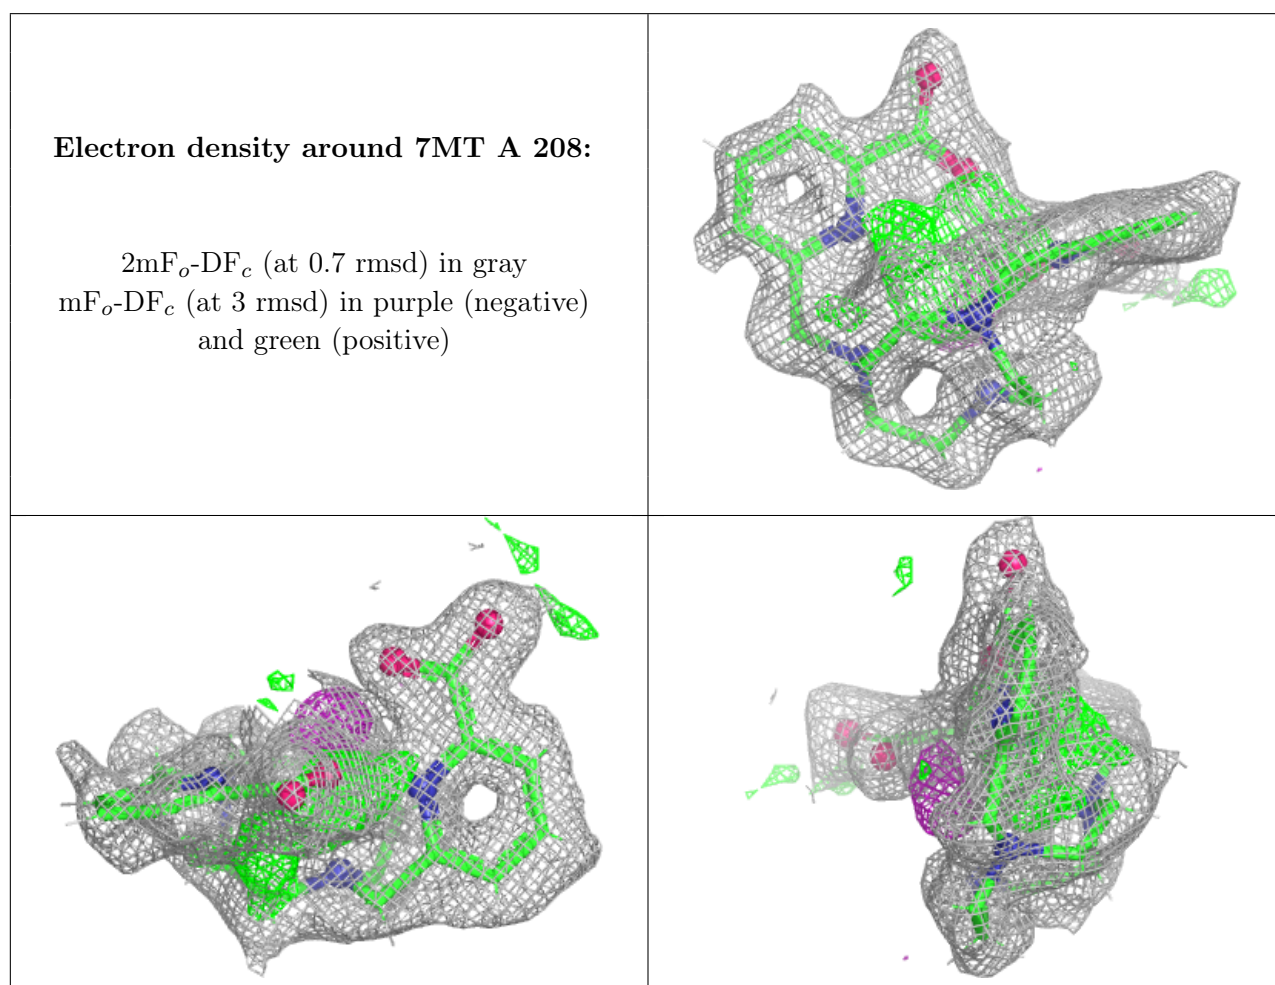 Electron density around 7MT A 208:
2mFo-DFc (at 0.7 rmsd) in gray
mFo-DFc (at 3 rmsd) in purple (negative)
and green (positive)